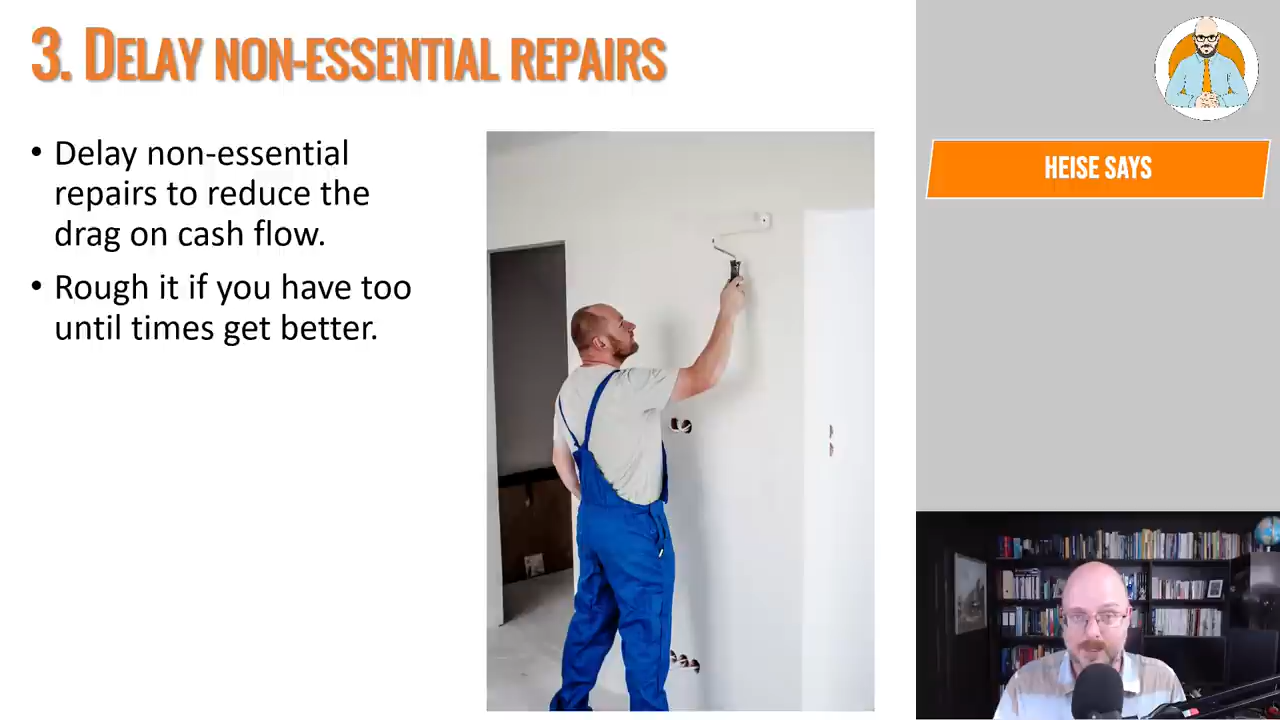 3. DELAY NON-ESSENTIAL REPAIRS
• Delay non-essential
repairs to reduce the
drag on cash flow.
• Rough it if you have too
until times get better.
HEISE SAYS